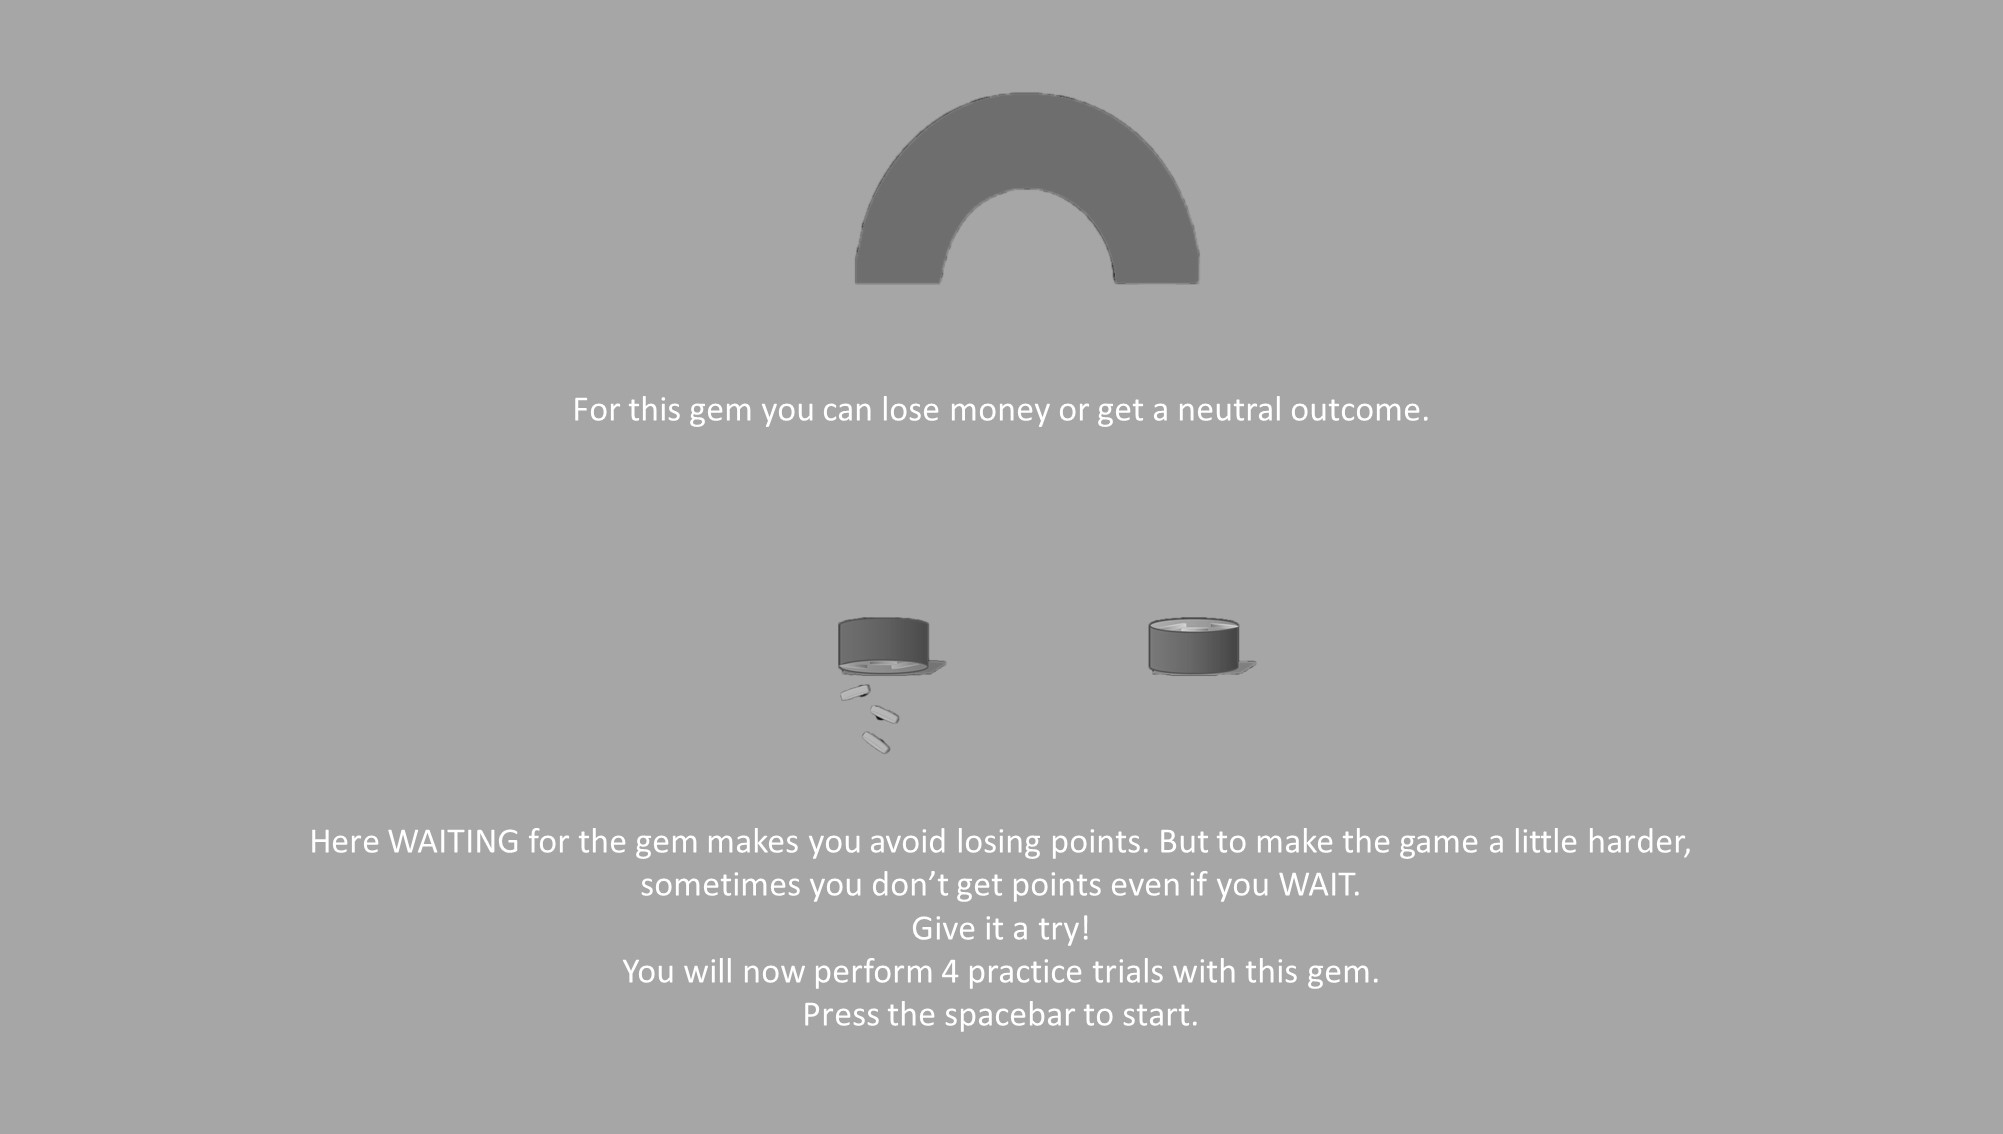 For this gem you can lose money or get a neutral outcome.
Here WAITING for the gem makes you avoid losing points. But to make the game a little harder,
sometimes you don’t get points even if you WAIT.
Give it a try!
You will now perform 4 practice trials with this gem.
Press the spacebar to start.